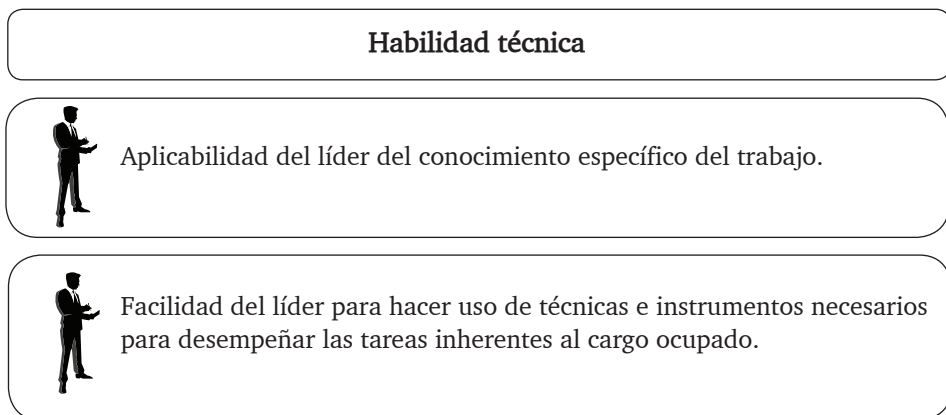 Habilidad técnica
Aplicabilidad del líder del conocimiento específico del trabajo.
Facilidad del líder para hacer uso de técnicas e instrumentos necesarios
para desempeñar las tareas inherentes al cargo ocupado.